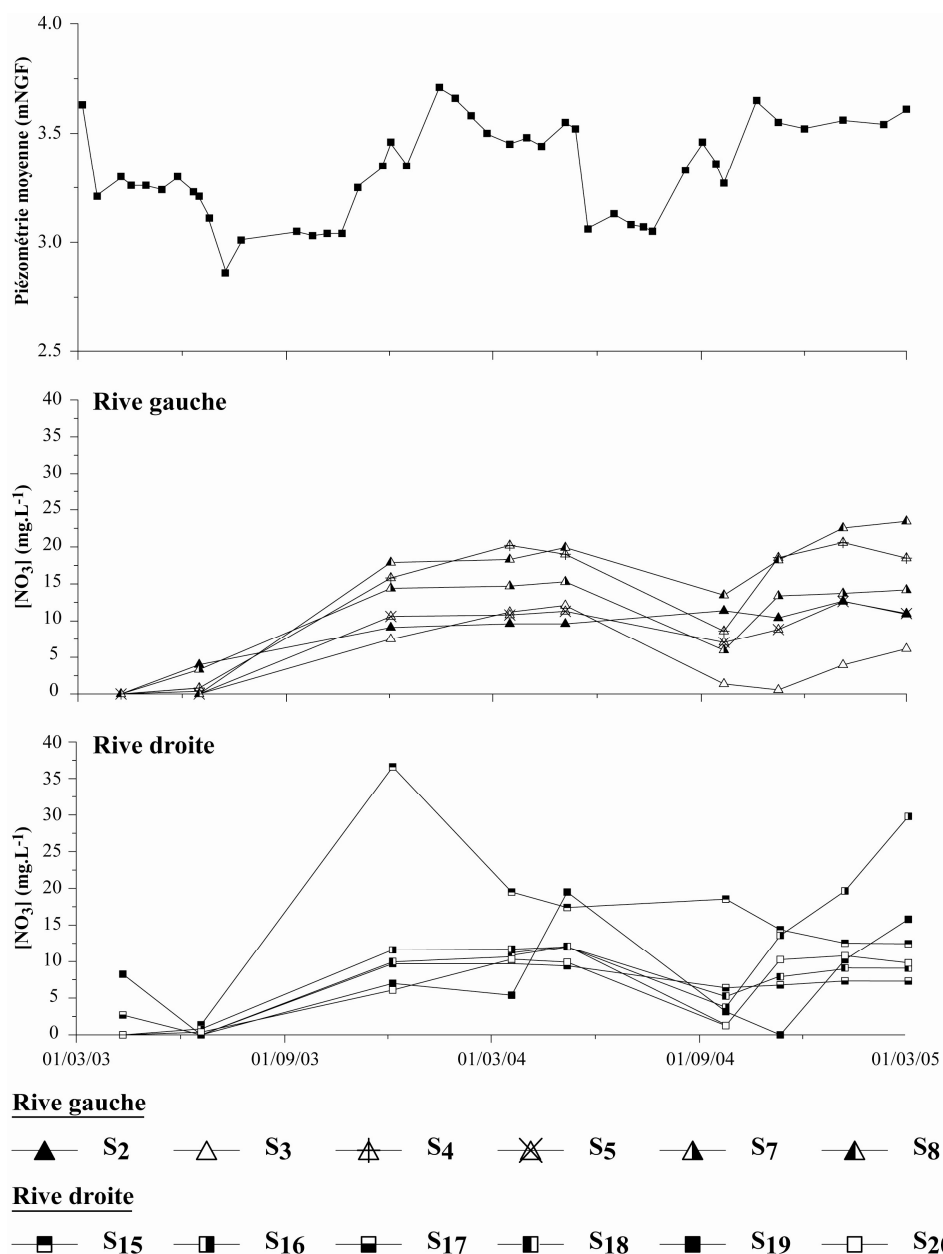 4.0
3.5
3.0
2.5
Piézométrie moyenne (mNGF)
Rive gauche
40
35
30
25
20
15
10
5
0
[NO3] (mg.L-1)
Rive droite
40
35
30
25
20
15
10
5
0
[NO3] (mg.L-1)
01/03/03 01/09/03 01/03/04 01/09/04 01/03/05
Rive gauche
S2 S3 S4 S5 S7 S8
Rive droite
S15 S16 S17 S18 S19